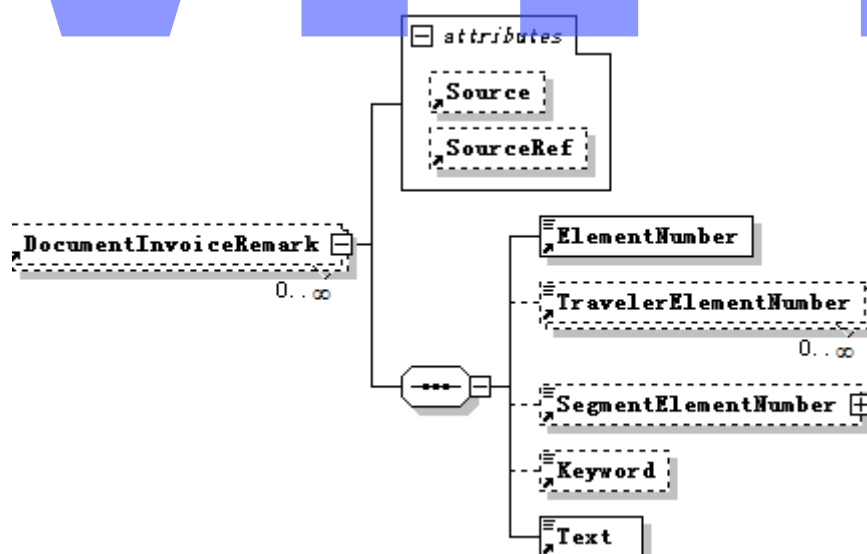 attributes
Source
SourceRef
DocumentInvoiceRemark
0..∞
ElementNumber
TravelerElementNumber
0..∞
SegmentElementNumber
Keyword
Text